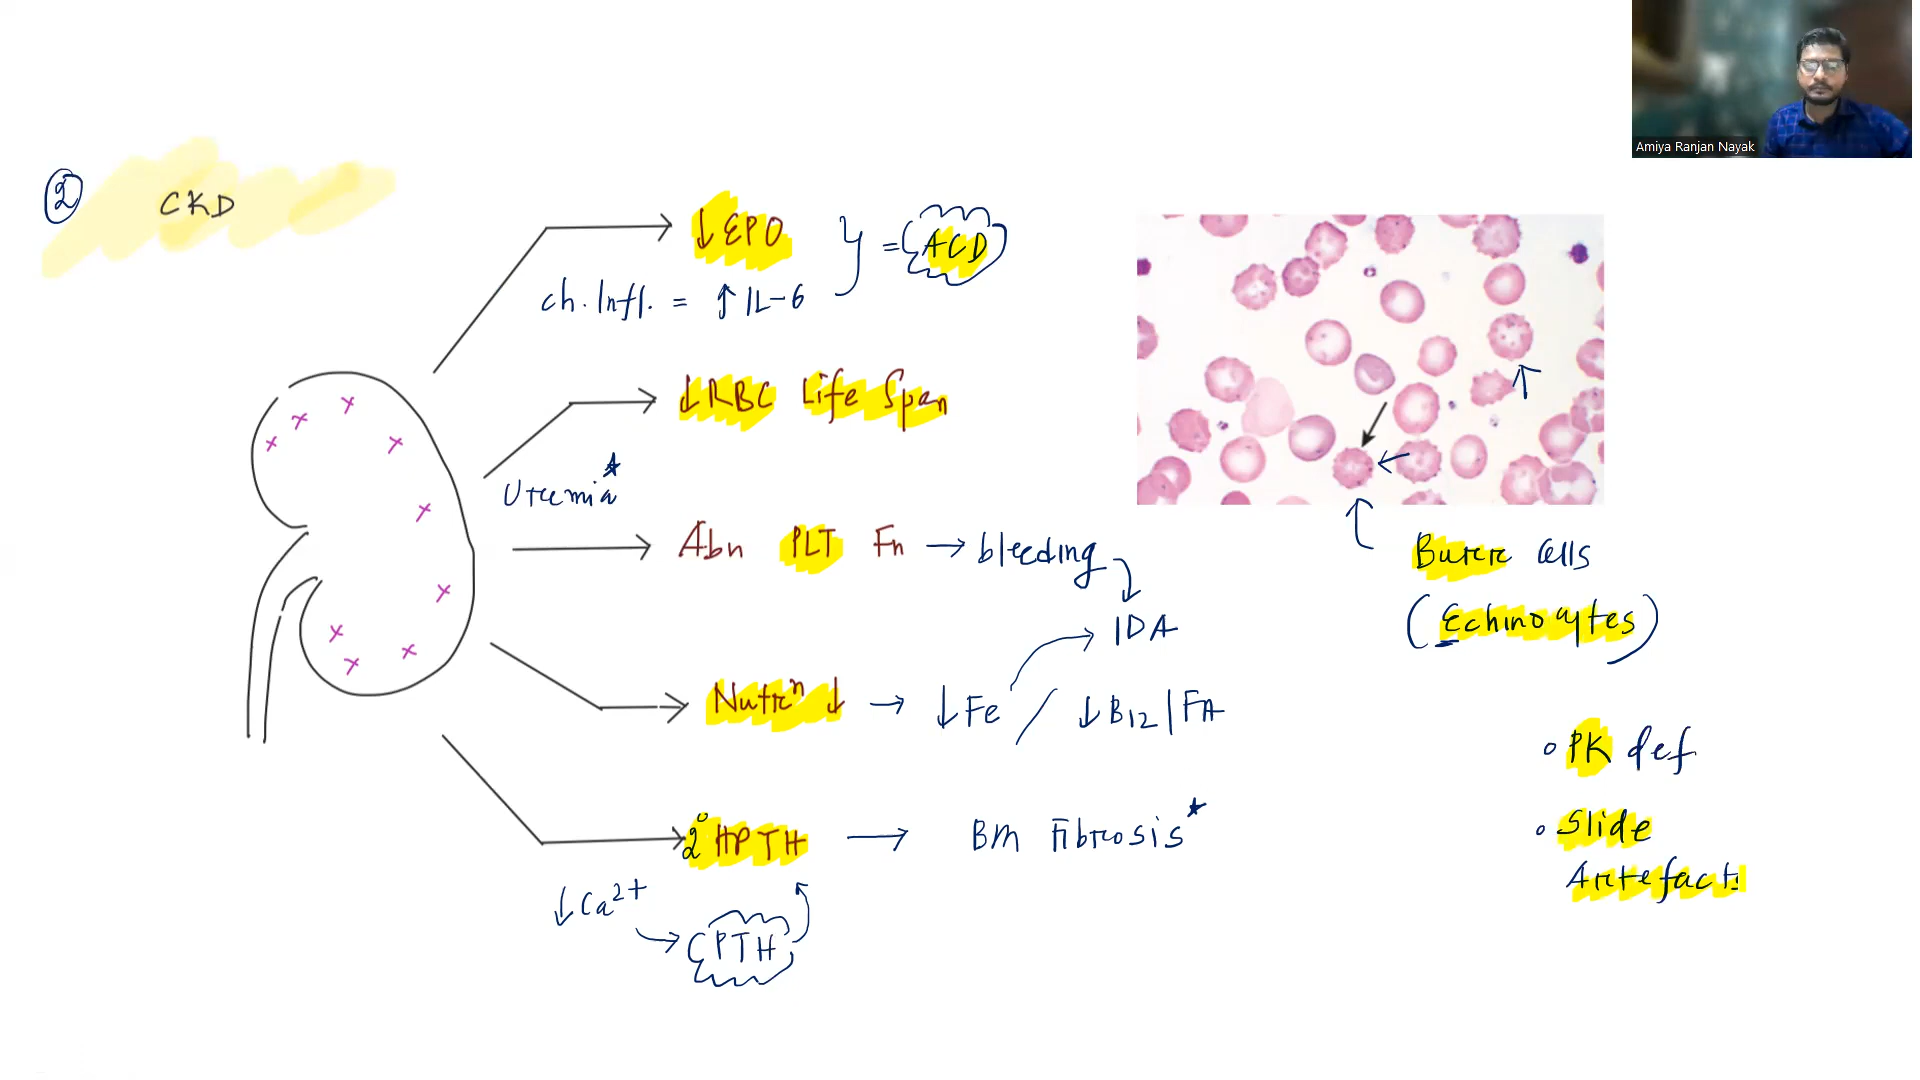 Amiya Ranjan Nayak
② CKD
↓EPO } = ACD
ch. Infl. = ↑ IL-6
↓RBC Life Span
Uremia*
Abn PLT Fn → bleeding
IDA
Nutrⁿ ↓ → ↓Fe / ↓B12 | FA
2° HPTH → BM Fibrosis*
↓Ca²⁺
PTH
Burr cells
(Echinocytes)
• PK def
• Slide
Artefact